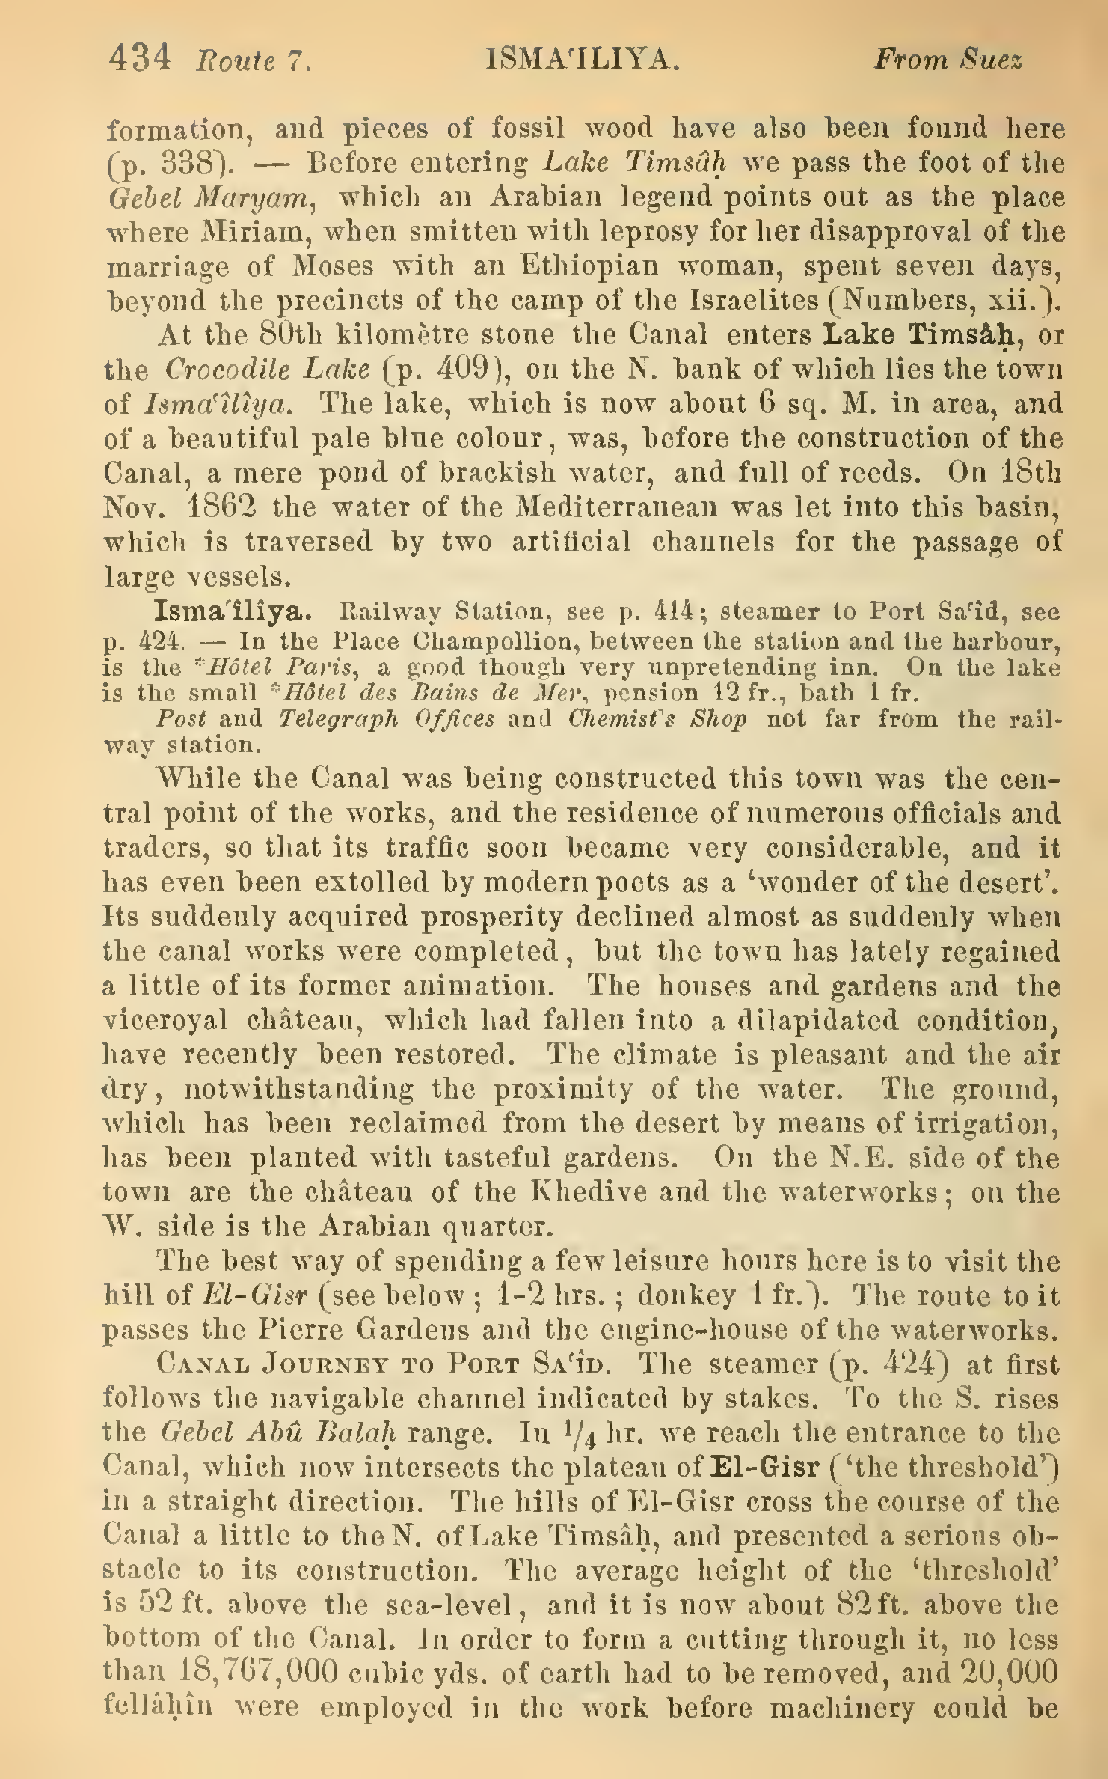 434 Route 7. ISMAʿILIYA. From Suez
formation, and pieces of fossil wood have also been found here
(p. 338). — Before entering Lake Timsâḥ we pass the foot of the
Gebel Maryam, which an Arabian legend points out as the place
where Miriam, when smitten with leprosy for her disapproval of the
marriage of Moses with an Ethiopian woman, spent seven days,
beyond the precincts of the camp of the Israelites (Numbers, xii.).
At the 80th kilomètre stone the Canal enters Lake Timsâḥ, or
the Crocodile Lake (p. 409), on the N. bank of which lies the town
of Ismaʿîlîya. The lake, which is now about 6 sq. M. in area, and
of a beautiful pale blue colour, was, before the construction of the
Canal, a mere pond of brackish water, and full of reeds. On 18th
Nov. 1862 the water of the Mediterranean was let into this basin,
which is traversed by two artificial channels for the passage of
large vessels.
Ismaʿîlîya. Railway Station, see p. 414; steamer to Port Saʿîd, see
p. 424. — In the Place Champollion, between the station and the harbour,
is the *Hôtel Paris, a good though very unpretending inn. On the lake
is the small *Hôtel des Bains de Mer, pension 12 fr., bath 1 fr.
Post and Telegraph Offices and Chemist's Shop not far from the rail-
way station.
While the Canal was being constructed this town was the cen-
tral point of the works, and the residence of numerous officials and
traders, so that its traffic soon became very considerable, and it
has even been extolled by modern poets as a ‘wonder of the desert’.
Its suddenly acquired prosperity declined almost as suddenly when
the canal works were completed, but the town has lately regained
a little of its former animation. The houses and gardens and the
viceroyal château, which had fallen into a dilapidated condition,
have recently been restored. The climate is pleasant and the air
dry, notwithstanding the proximity of the water. The ground,
which has been reclaimed from the desert by means of irrigation,
has been planted with tasteful gardens. On the N.E. side of the
town are the château of the Khedive and the waterworks; on the
W. side is the Arabian quarter.
The best way of spending a few leisure hours here is to visit the
hill of El-Gisr (see below; 1-2 hrs.; donkey 1 fr.). The route to it
passes the Pierre Gardens and the engine-house of the waterworks.
CANAL JOURNEY TO PORT SAʿÎD. The steamer (p. 424) at first
follows the navigable channel indicated by stakes. To the S. rises
the Gebel Abû Balaḥ range. In 1/4 hr. we reach the entrance to the
Canal, which now intersects the plateau of El-Gisr (‘the threshold’)
in a straight direction. The hills of El-Gisr cross the course of the
Canal a little to the N. of Lake Timsâḥ, and presented a serious ob-
stacle to its construction. The average height of the ‘threshold’
is 52 ft. above the sea-level, and it is now about 82 ft. above the
bottom of the Canal. In order to form a cutting through it, no less
than 18,767,000 cubic yds. of earth had to be removed, and 20,000
fellâḥîn were employed in the work before machinery could be